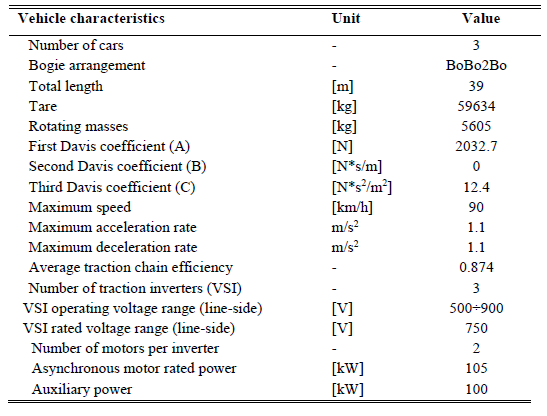 Vehicle characteristics Unit Value
Number of cars - 3
Bogie arrangement - BoBo2Bo
Total length [m] 39
Tare [kg] 59634
Rotating masses [kg] 5605
First Davis coefficient (A) [N] 2032.7
Second Davis coefficient (B) [N*s/m] 0
Third Davis coefficient (C) [N*s²/m²] 12.4
Maximum speed [km/h] 90
Maximum acceleration rate m/s² 1.1
Maximum deceleration rate m/s² 1.1
Average traction chain efficiency - 0.874
Number of traction inverters (VSI) - 3
VSI operating voltage range (line-side) [V] 500÷900
VSI rated voltage range (line-side) [V] 750
Number of motors per inverter - 2
Asynchronous motor rated power [kW] 105
Auxiliary power [kW] 100